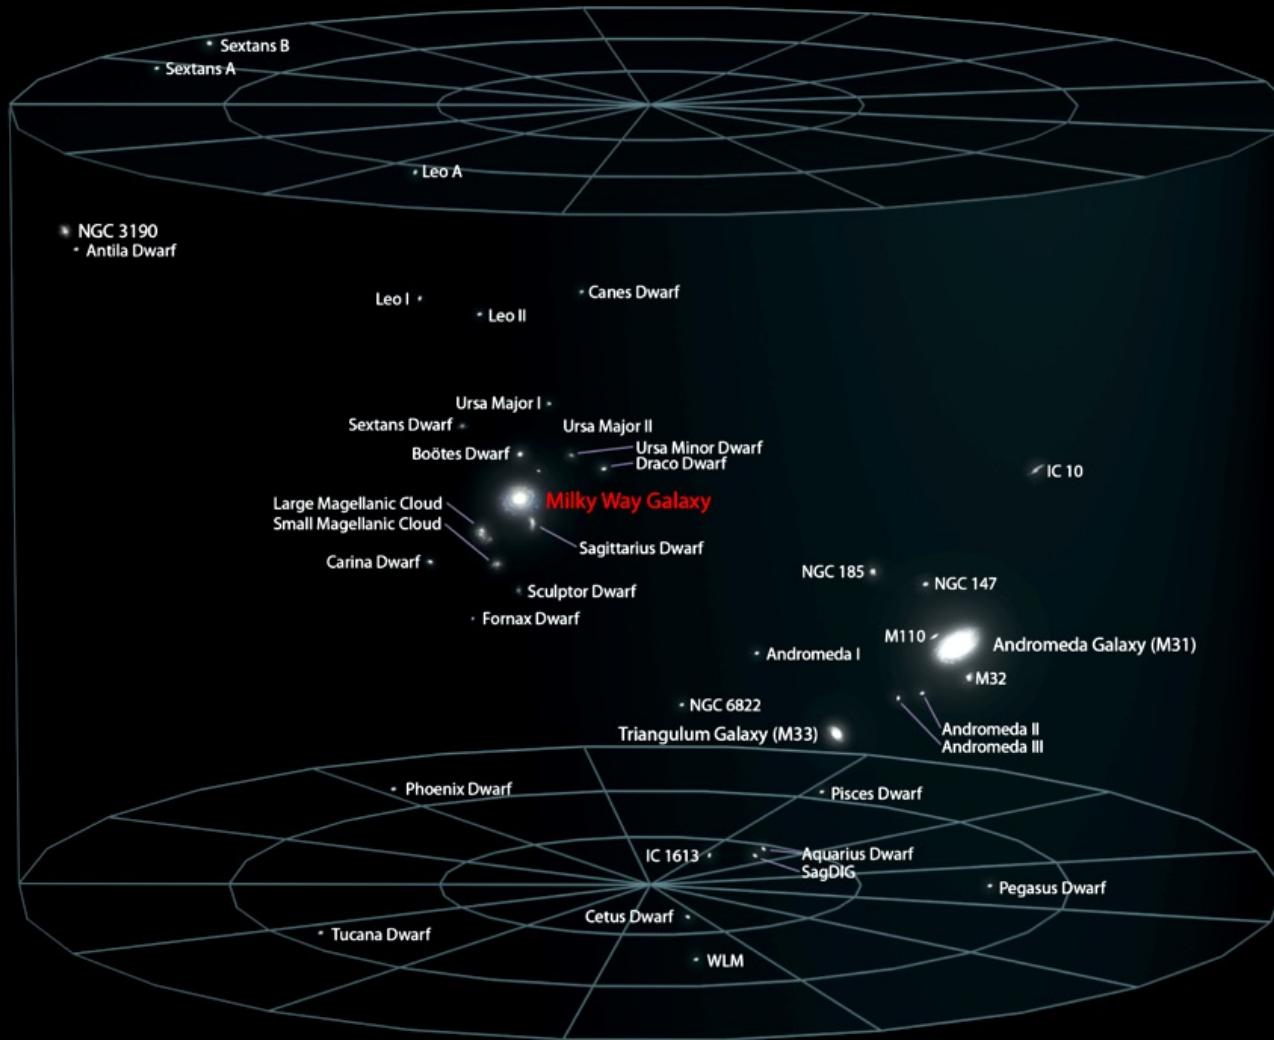 Sextans B
Sextans A
Leo A
NGC 3190
Antila Dwarf
Canes Dwarf
Leo I
Leo II
Ursa Major I
Sextans Dwarf
Ursa Major II
Ursa Minor Dwarf
Boötes Dwarf
Draco Dwarf
IC 10
Milky Way Galaxy
Large Magellanic Cloud
Small Magellanic Cloud
Sagittarius Dwarf
Carina Dwarf
NGC 185
NGC 147
Sculptor Dwarf
Fornax Dwarf
M110
Andromeda Galaxy (M31)
Andromeda I
M32
NGC 6822
Andromeda II
Triangulum Galaxy (M33)
Andromeda III
Phoenix Dwarf
Pisces Dwarf
IC 1613
Aquarius Dwarf
SagDIG
Pegasus Dwarf
Cetus Dwarf
Tucana Dwarf
WLM